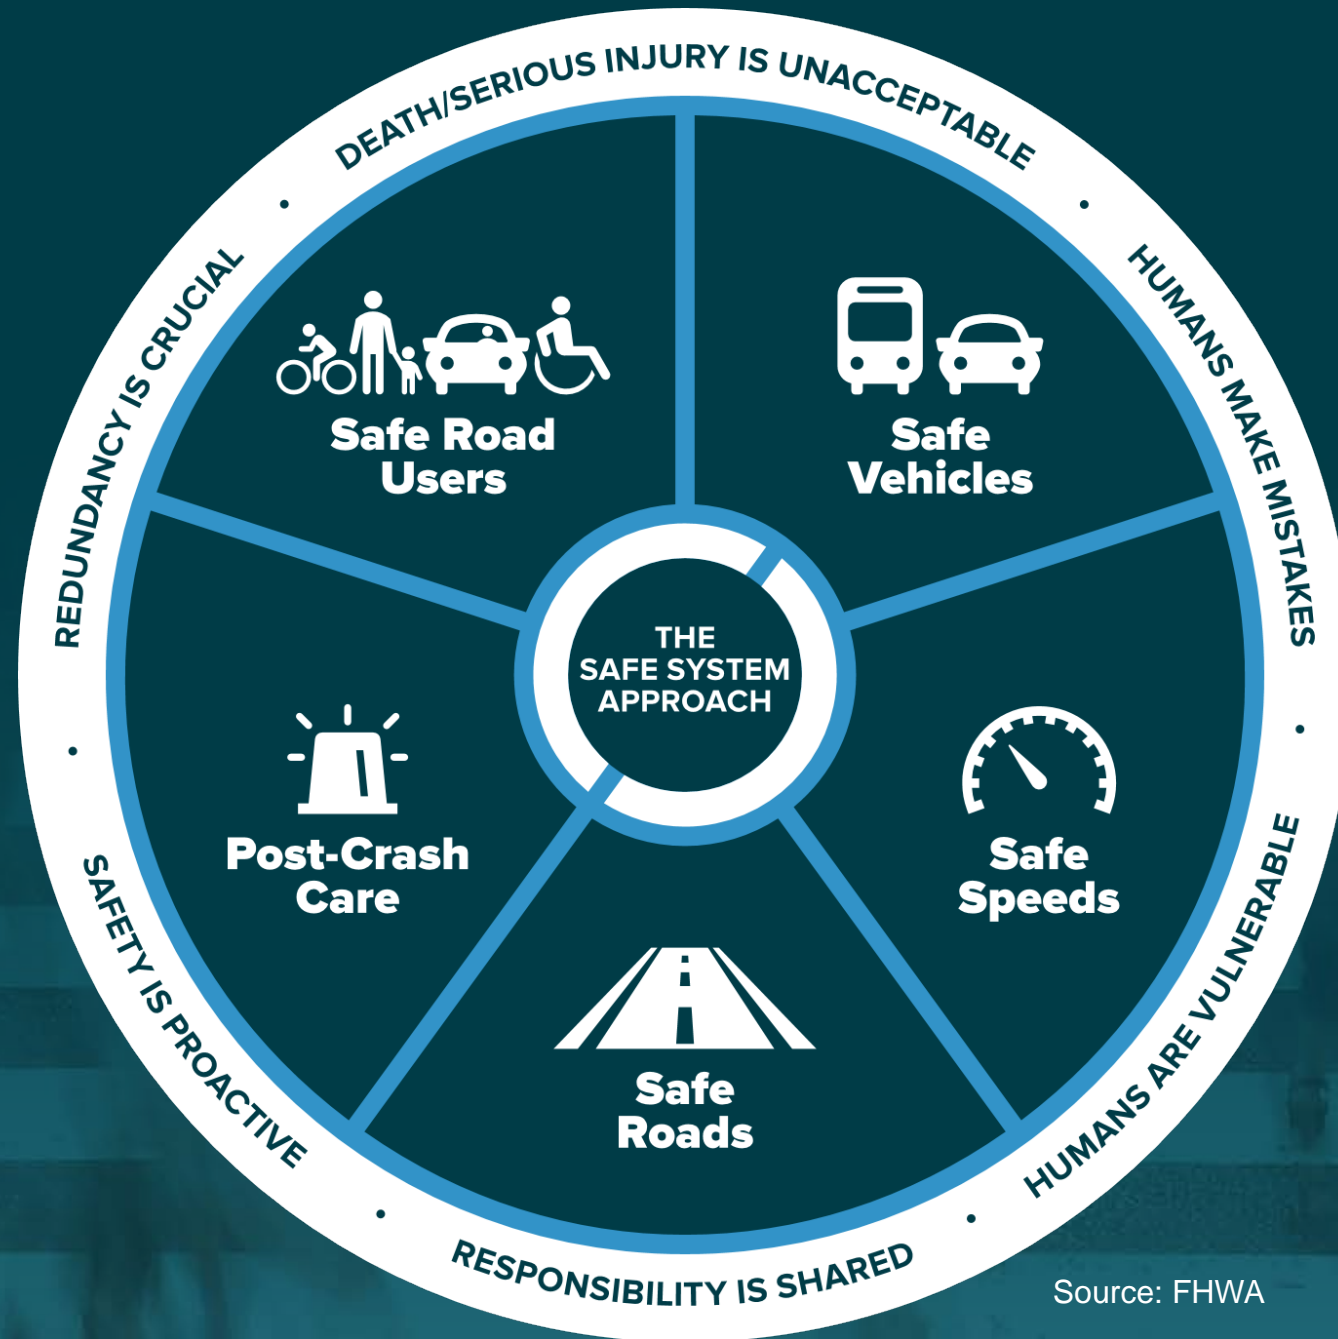 DEATH/SERIOUS INJURY IS UNACCEPTABLE
HUMANS MAKE MISTAKES
HUMANS ARE VULNERABLE
RESPONSIBILITY IS SHARED
SAFETY IS PROACTIVE
REDUNDANCY IS CRUCIAL
Safe Road
Users
Safe
Vehicles
THE
SAFE SYSTEM
APPROACH
Post-Crash
Care
Safe
Speeds
Safe
Roads
Source: FHWA